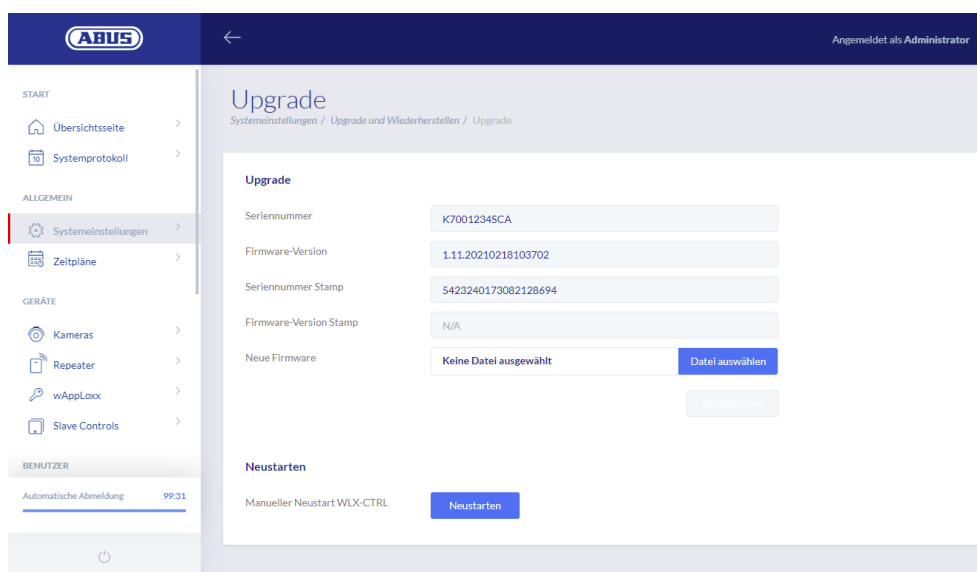 ABUS
Angemeldet als Administrator
START
Übersichtsseite
10 Systemprotokoll
ALLGEMEIN
Systemeinstellungen
Zeitpläne
GERÄTE
Kameras
Repeater
wAppLoxx
Slave Controls
BENUTZER
Automatische Abmeldung 99:31
Upgrade
Systemeinstellungen / Upgrade und Wiederherstellen / Upgrade
Upgrade
Seriennummer K7001234SCA
Firmware-Version 1.11.20210218103702
Seriennummer Stamp 5423240173082128694
Firmware-Version Stamp N/A
Neue Firmware Keine Datei ausgewählt Datei auswählen
Aktualisieren
Neustarten
Manueller Neustart WLX-CTRL Neustarten